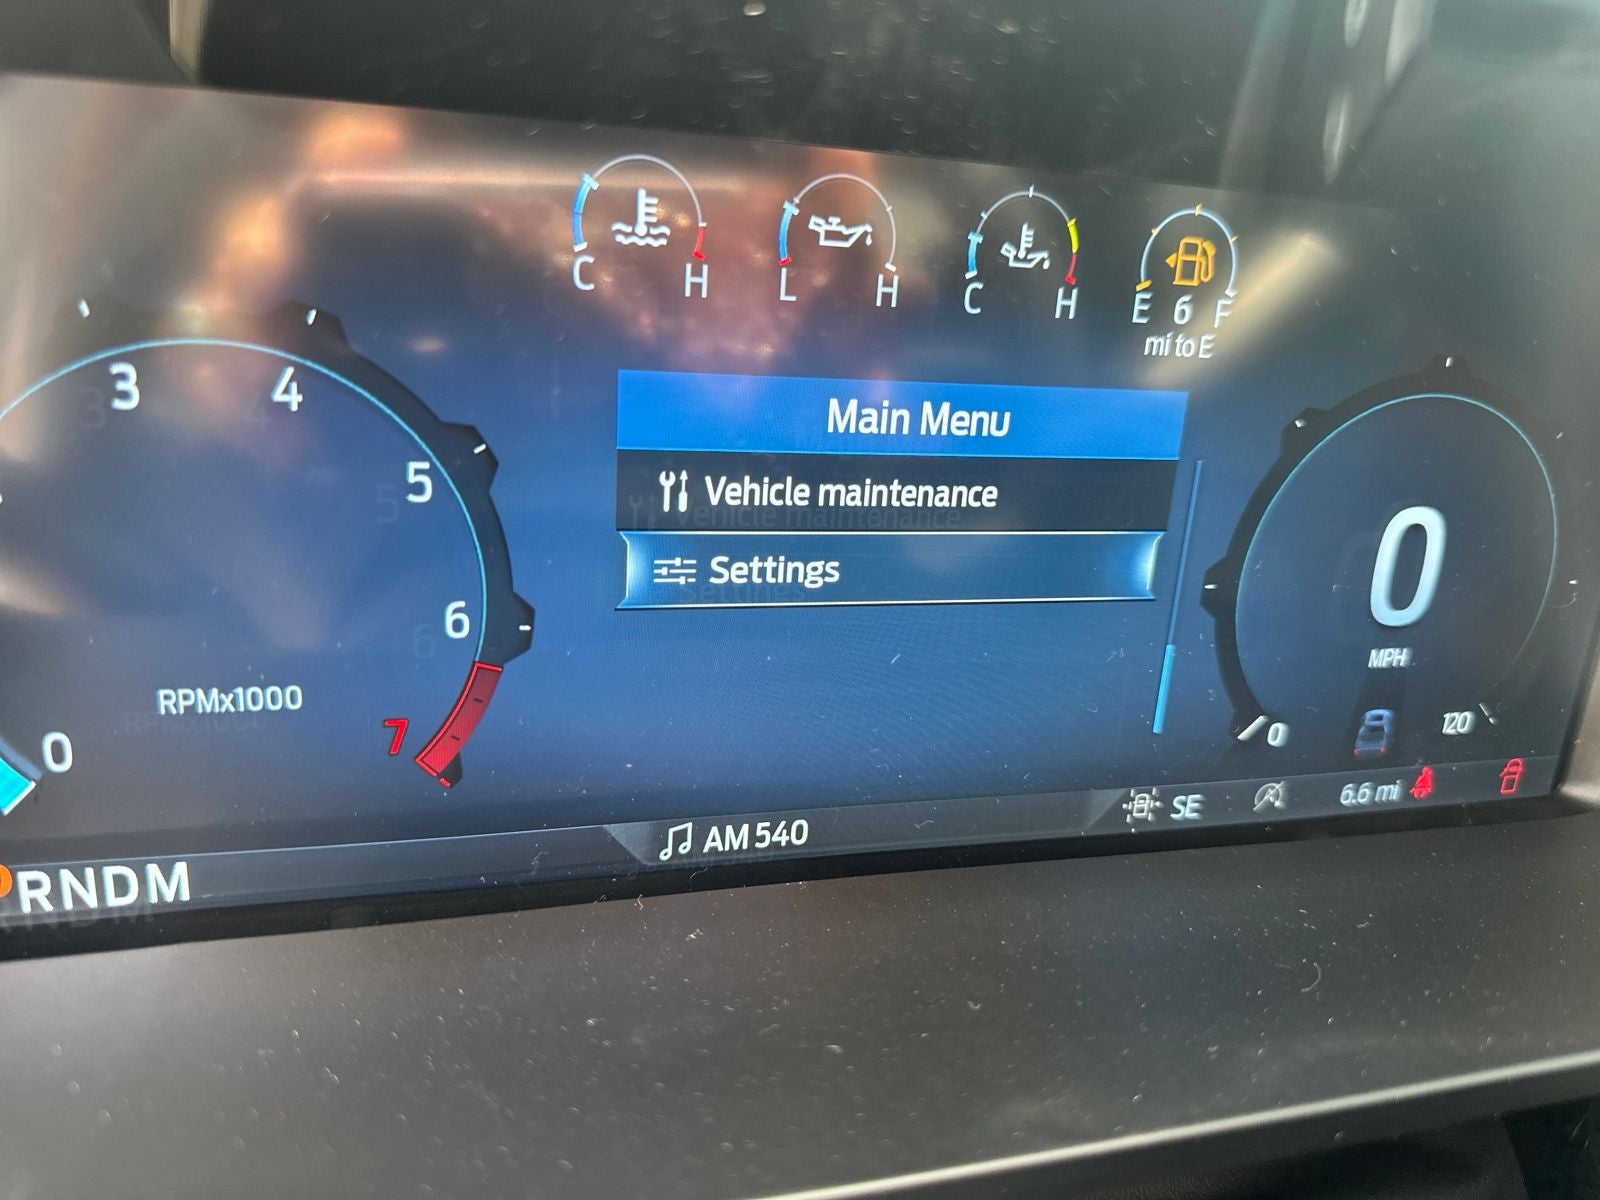 C H
L H
C H
E 6 F
mi to E
3
4
5
6
7
RPMx1000
0
Main Menu
Vehicle maintenance
Settings
0
MPH
0
120
SE
6.6 mi
AM 540
PRNDM